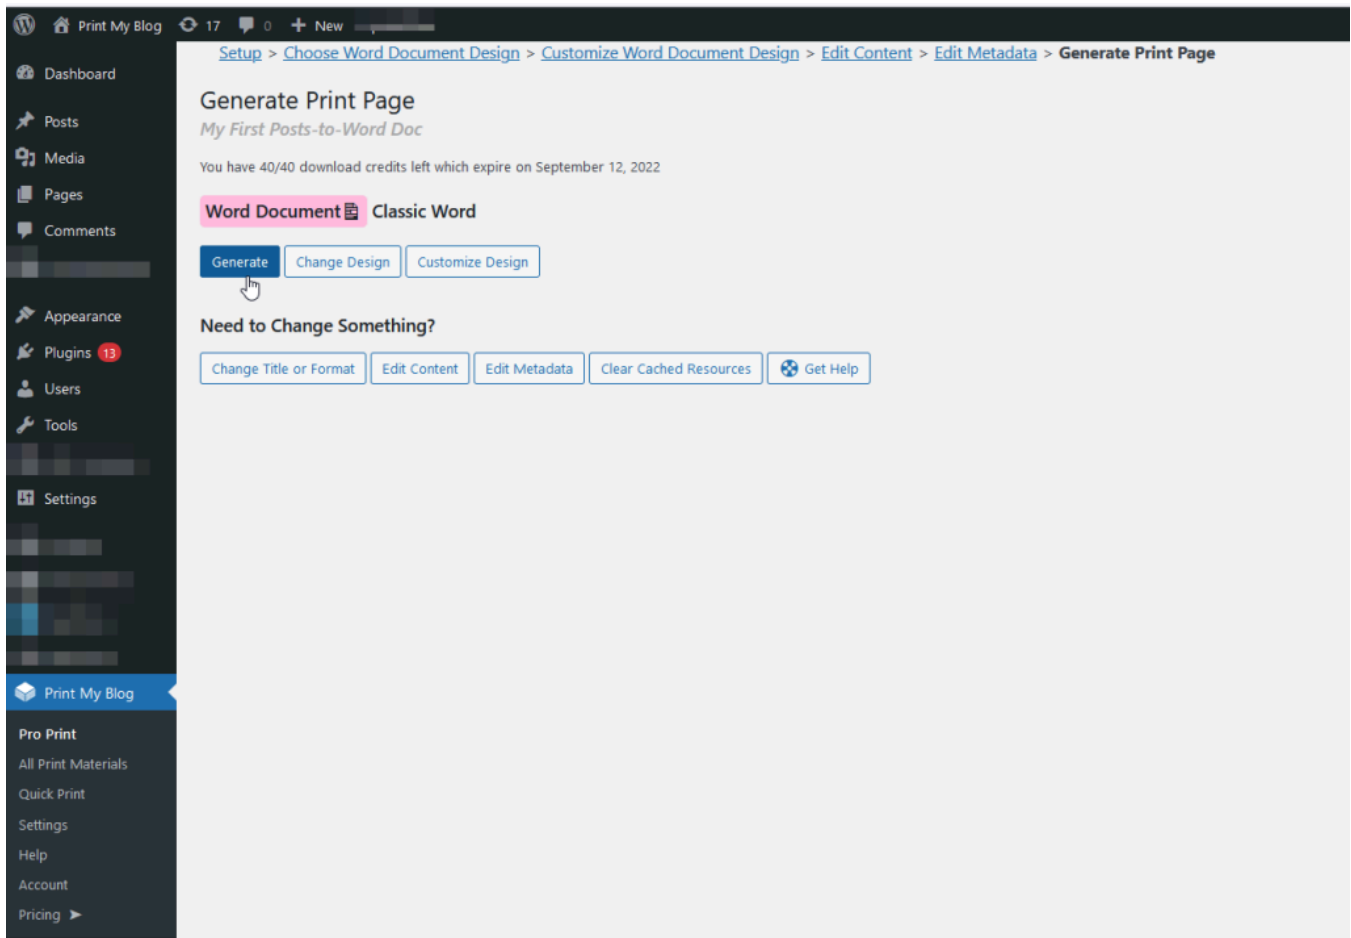 Print My Blog 17 0 + New
Setup > Choose Word Document Design > Customize Word Document Design > Edit Content > Edit Metadata > Generate Print Page
Dashboard
Posts
Media
Pages
Comments
Appearance
Plugins 13
Users
Tools
Settings
Print My Blog
Pro Print
All Print Materials
Quick Print
Settings
Help
Account
Pricing ➤
Generate Print Page
My First Posts-to-Word Doc
You have 40/40 download credits left which expire on September 12, 2022
Word Document Classic Word
Generate Change Design Customize Design
Need to Change Something?
Change Title or Format Edit Content Edit Metadata Clear Cached Resources Get Help